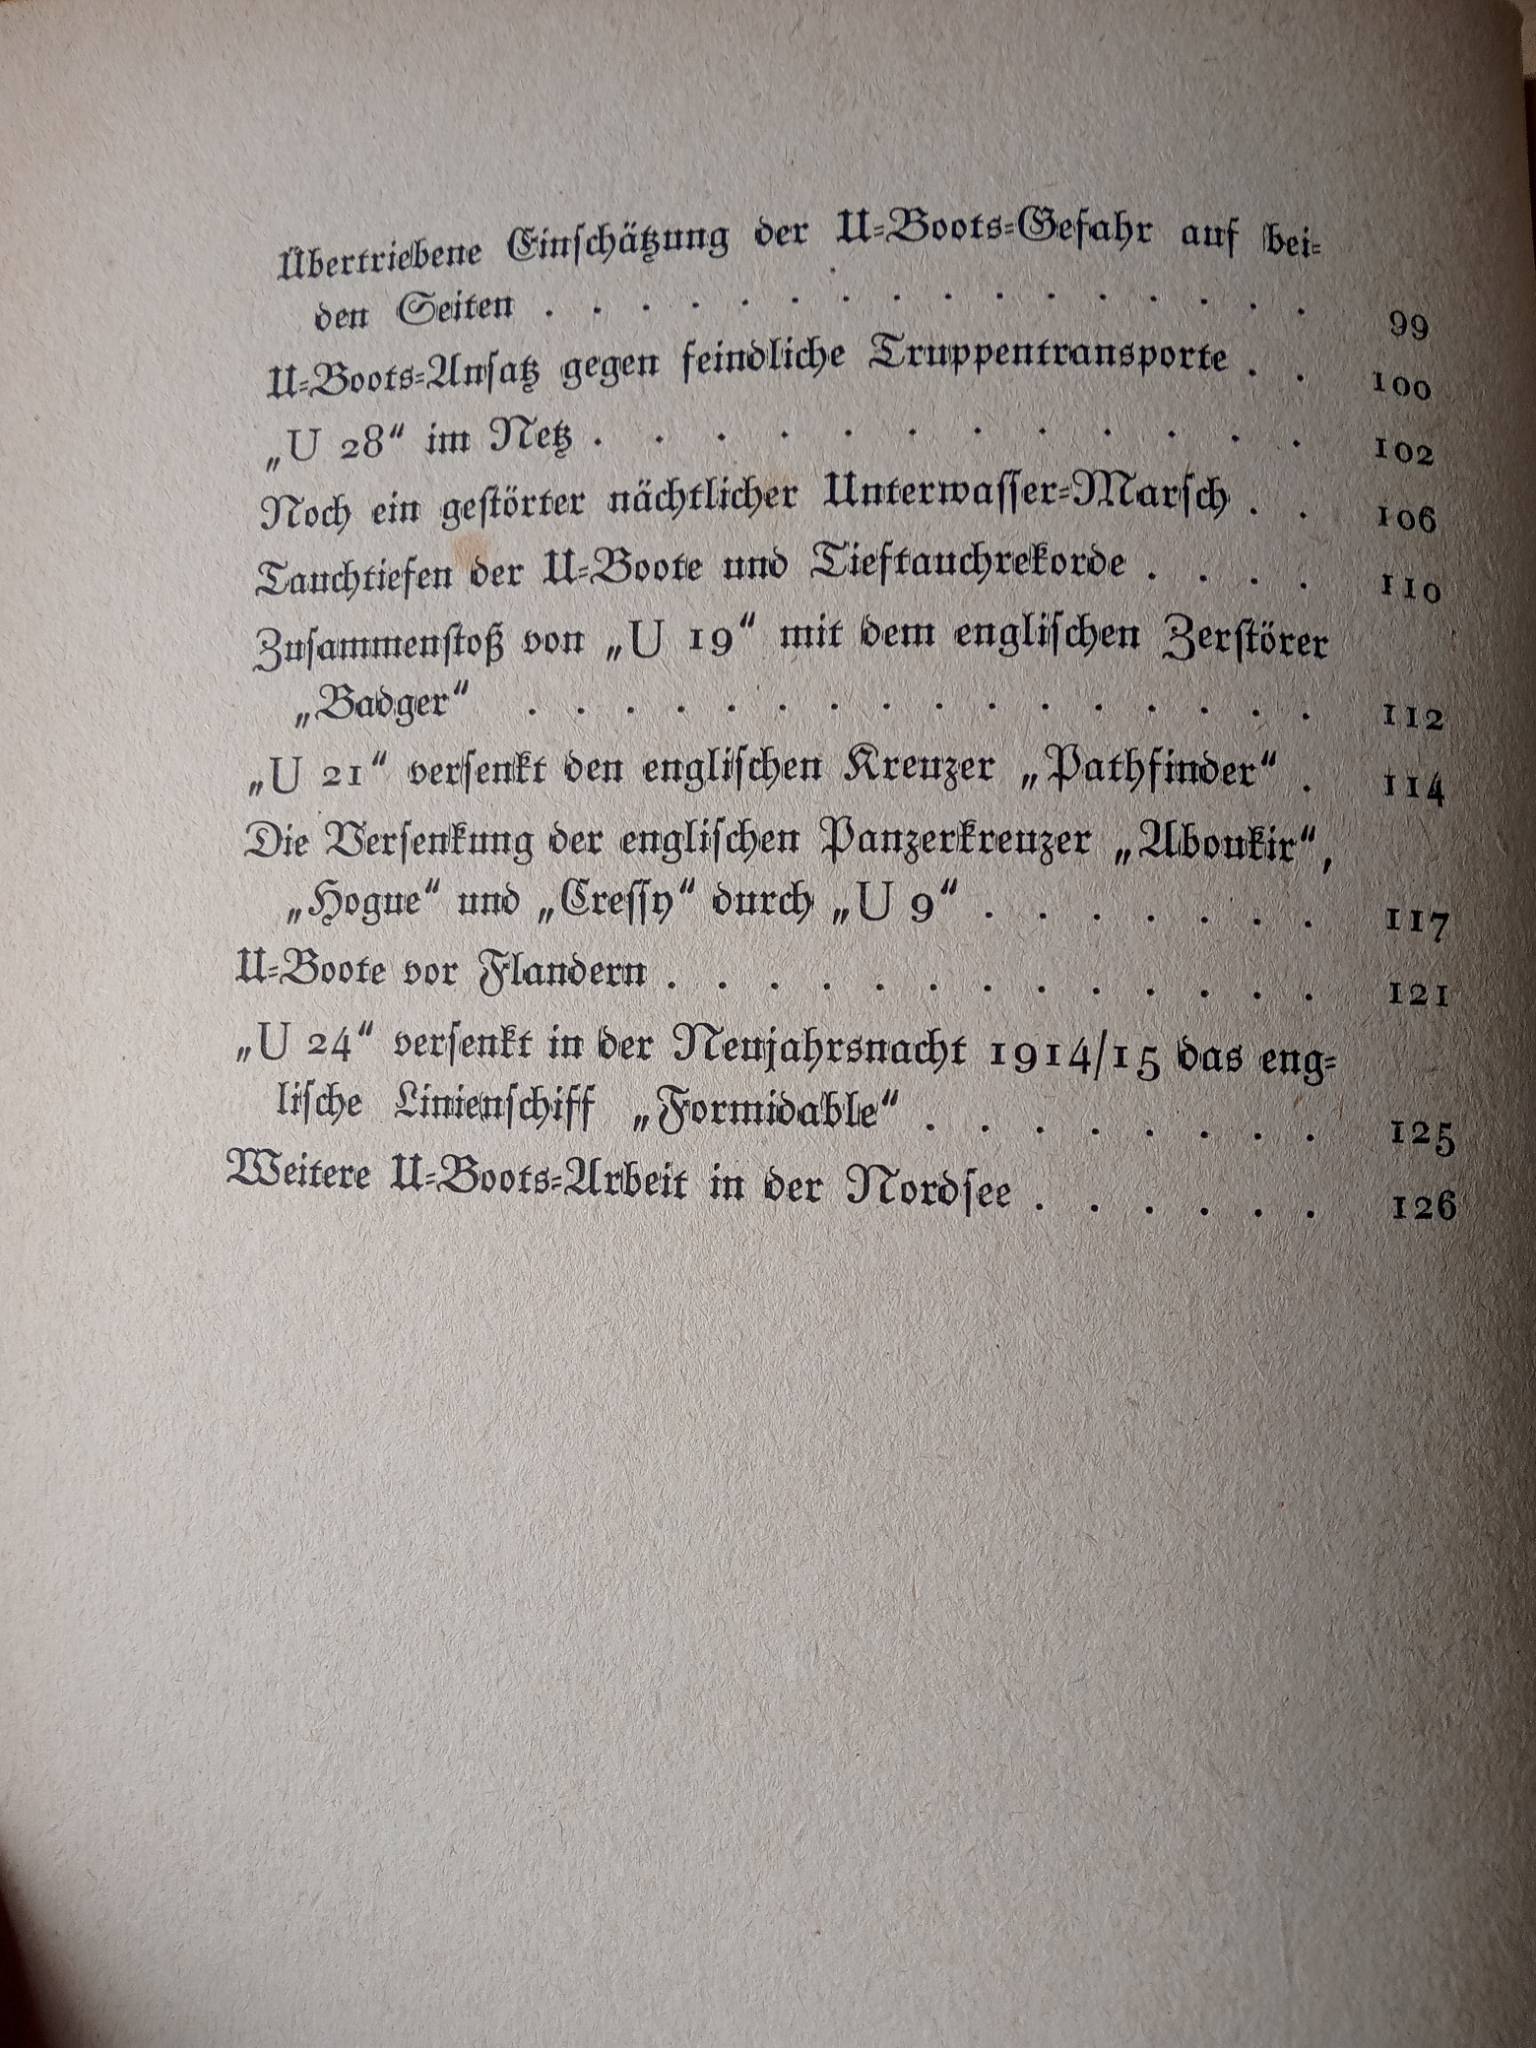 Übertriebene Einschätzung der U-Boots-Gefahr auf bei-
den Seiten . . . . . . . . . . . . . . . . 99
U-Boots-Ansatz gegen feindliche Truppentransporte . . 100
„U 28“ im Netz . . . . . . . . . . . . 102
Noch ein gestörter nächtlicher Unterwasser-Marsch . . 106
Tauchtiefen der U-Boote und Tieftauchrekorde . . . . 110
Zusammenstoß von „U 19“ mit dem englischen Zerstörer
„Badger“ . . . . . . . . . . . . . . . . 112
„U 21“ versenkt den englischen Kreuzer „Pathfinder“ . 114
Die Versenkung der englischen Panzerkreuzer „Aboukir“,
„Hogue“ und „Cressy“ durch „U 9“ . . . . . . . 117
U-Boote vor Flandern . . . . . . . . . . . . . 121
„U 24“ versenkt in der Neujahrsnacht 1914/15 das eng-
lische Linienschiff „Formidable“ . . . . . . . . 125
Weitere U-Boots-Arbeit in der Nordsee . . . . . . 126